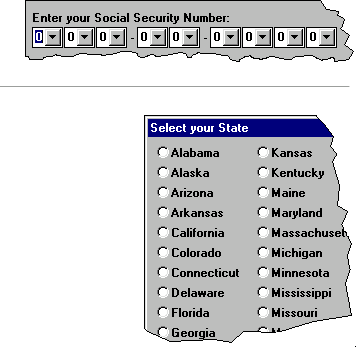 Enter your Social Security Number:
0 0 0 - 0 0 - 0 0 0 0
Select your State
Alabama
Alaska
Arizona
Arkansas
California
Colorado
Connecticut
Delaware
Florida
Georgia
Kansas
Kentucky
Maine
Maryland
Massachuset
Michigan
Minnesota
Mississippi
Missouri